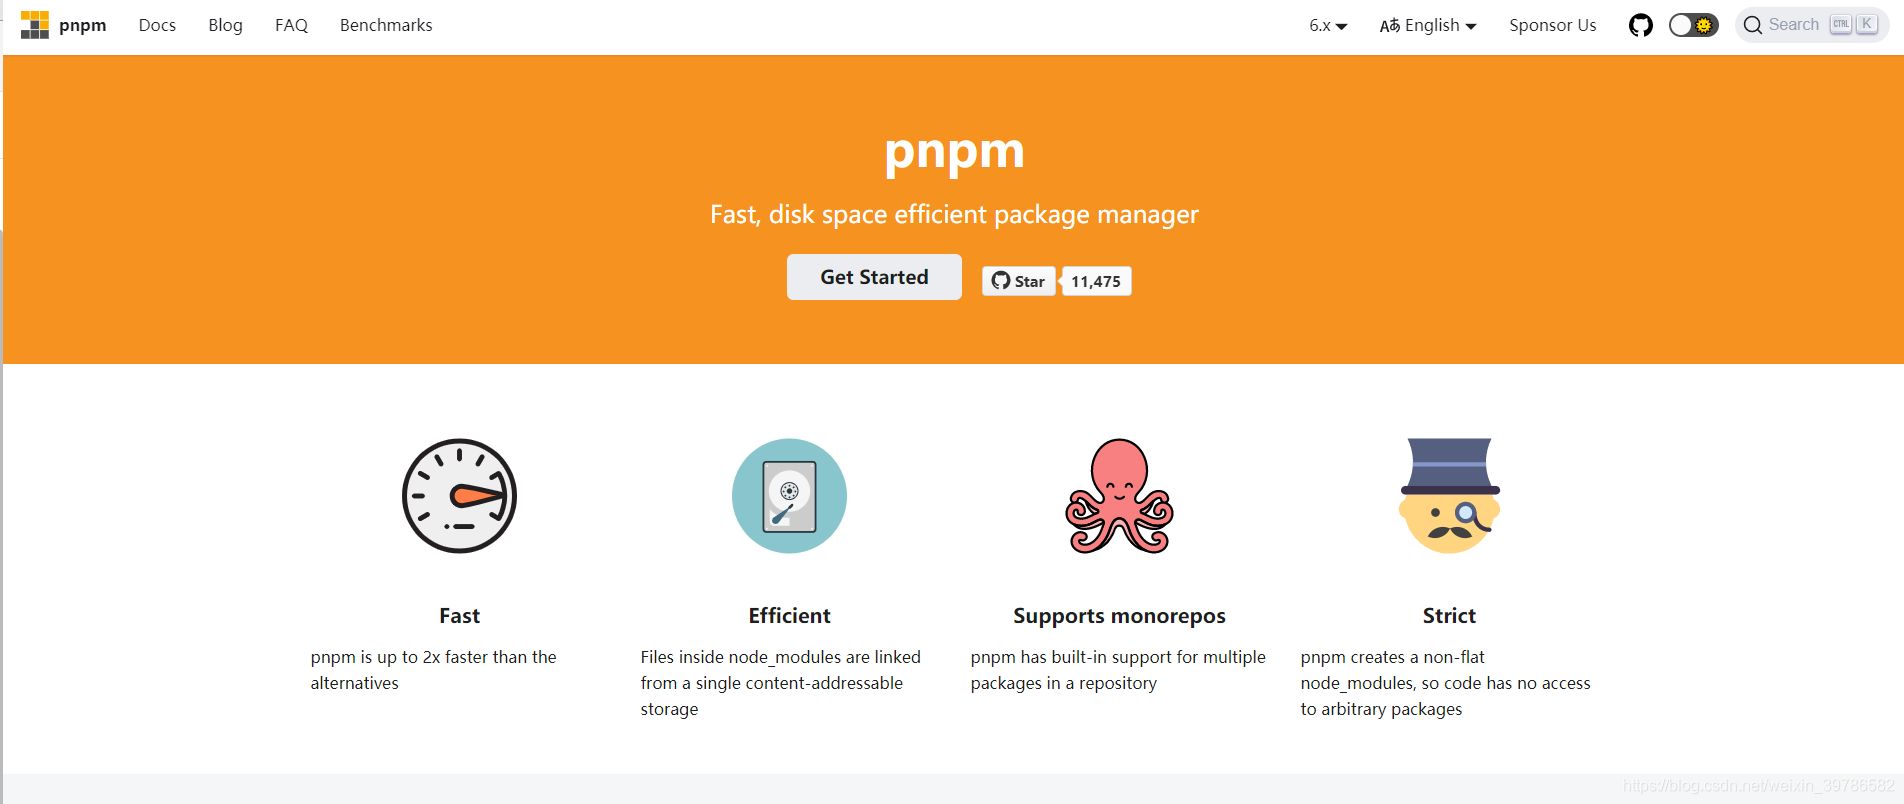 pnpm Docs Blog FAQ Benchmarks 6.x Aあ English Sponsor Us Search CTRL K
pnpm
Fast, disk space efficient package manager
Get Started Star 11,475
Fast
pnpm is up to 2x faster than the
alternatives
Efficient
Files inside node_modules are linked
from a single content-addressable
storage
Supports monorepos
pnpm has built-in support for multiple
packages in a repository
Strict
pnpm creates a non-flat
node_modules, so code has no access
to arbitrary packages
https://blog.csdn.net/weixin_39786582